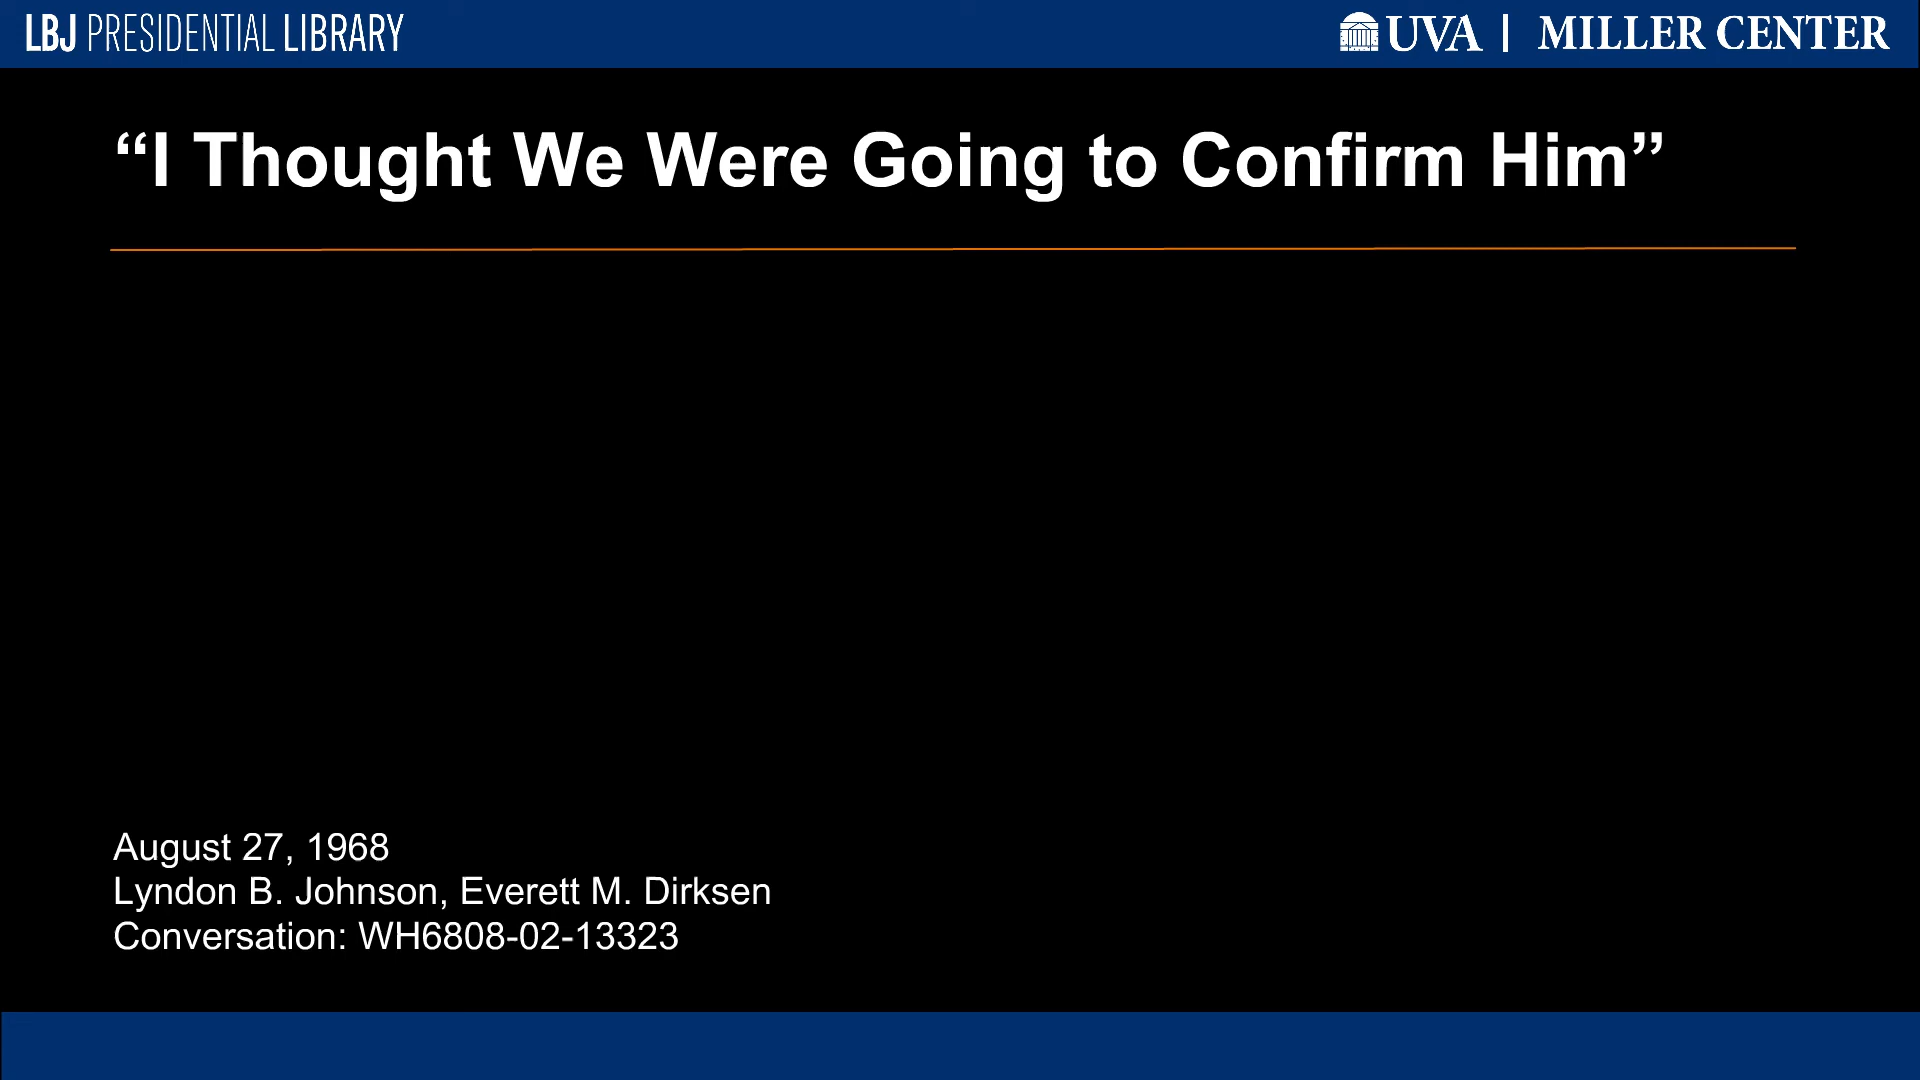 LBJ PRESIDENTIAL LIBRARY
UVA | MILLER CENTER
“I Thought We Were Going to Confirm Him”
August 27, 1968
Lyndon B. Johnson, Everett M. Dirksen
Conversation: WH6808-02-13323